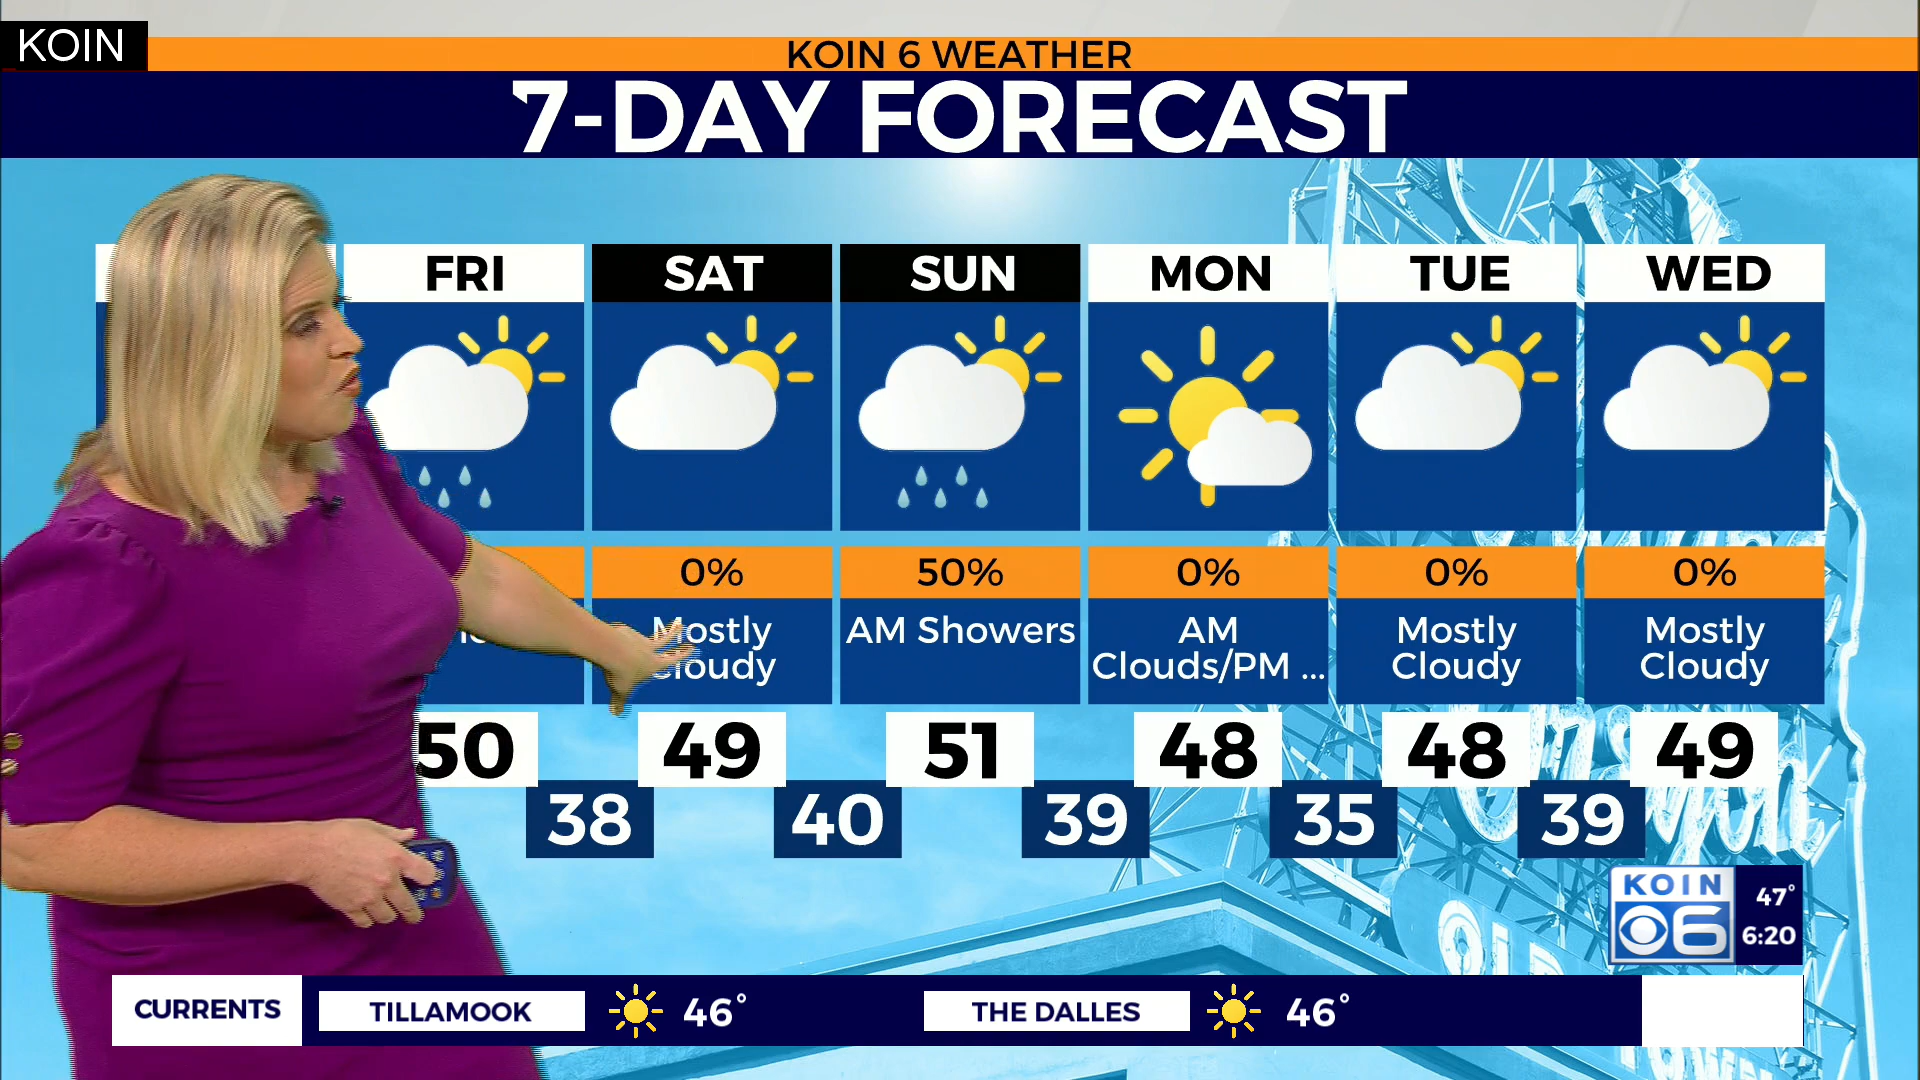 KOIN
KOIN 6 WEATHER
7-DAY FORECAST
FRI SAT SUN MON TUE WED
0% 50% 0% 0% 0%
Mostly Cloudy
AM Showers
AM Clouds/PM ...
Mostly Cloudy
Mostly Cloudy
50 49 51 48 48 49
38 40 39 35 39
KOIN 6
47°
6:20
CURRENTS TILLAMOOK 46° THE DALLES 46°